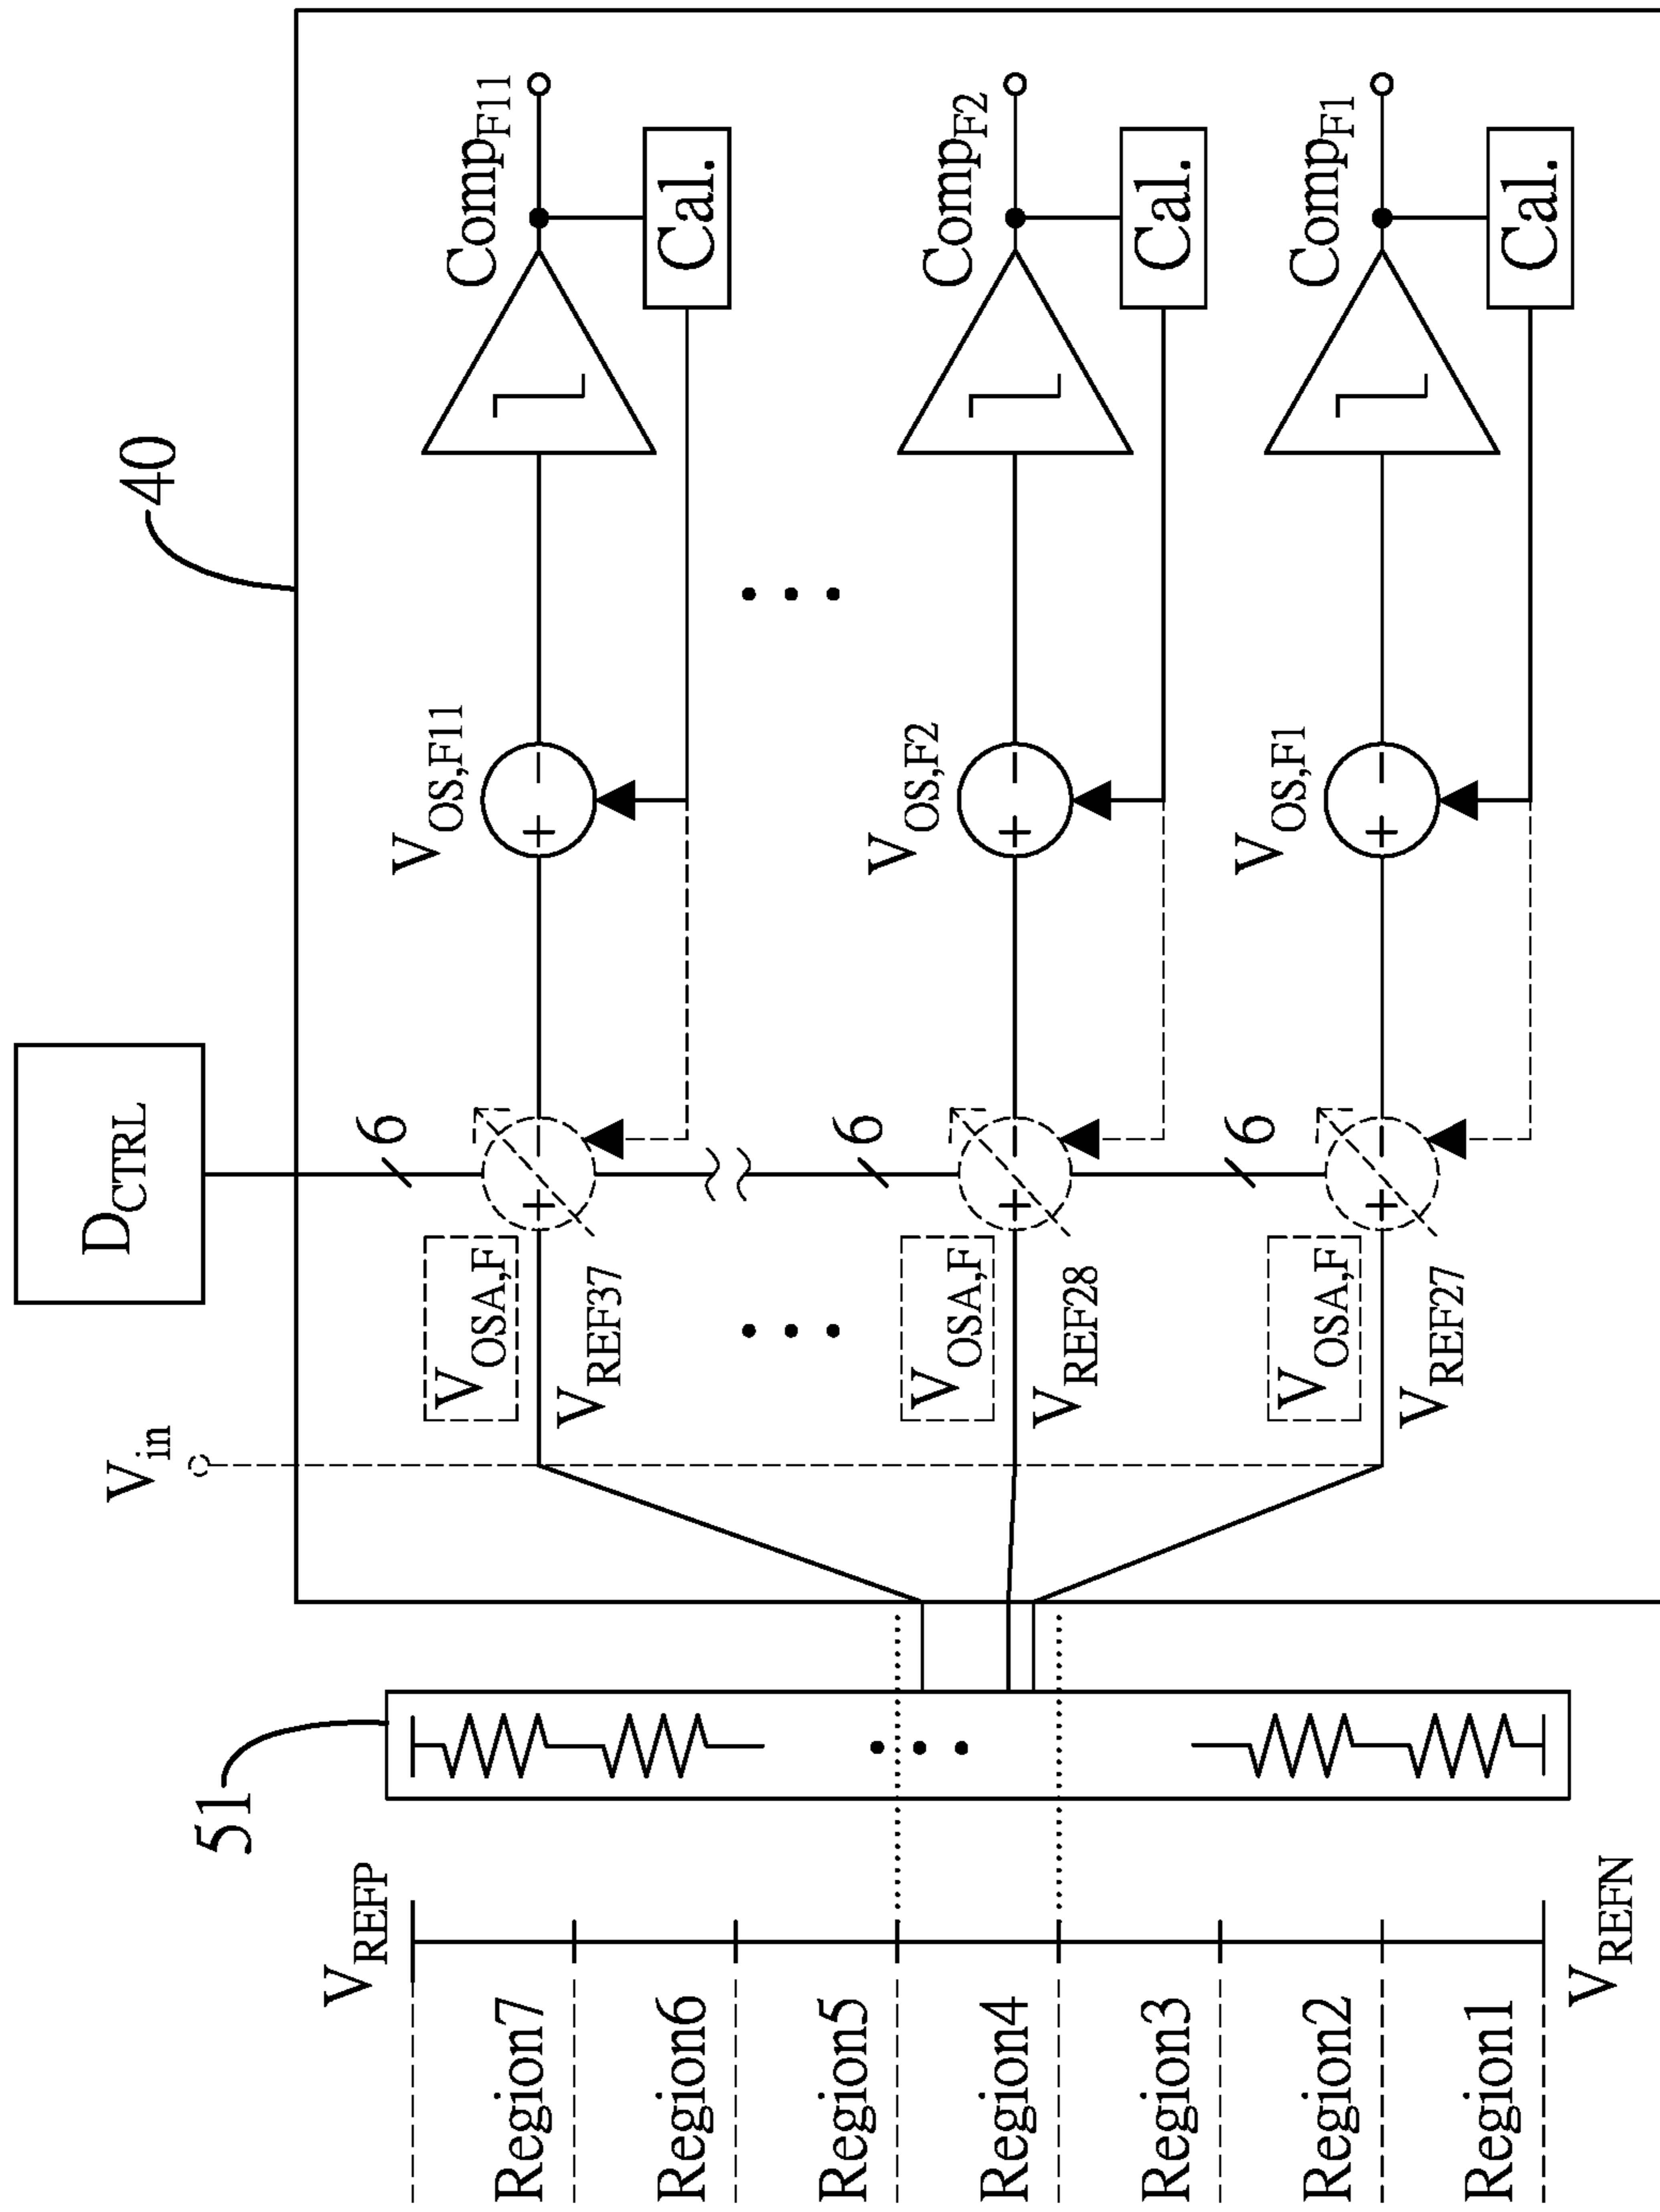 V_REFP
Region7
Region6
Region5
Region4
Region3
Region2
Region1
V_REFN
51
V_in
D_CTRL
40
6
V_OSA,F
V_REF37
V_OS,F11
Comp_F11
Cal.
6
V_OSA,F
V_REF28
V_OS,F2
Comp_F2
Cal.
6
V_OSA,F
V_REF27
V_OS,F1
Comp_F1
Cal.